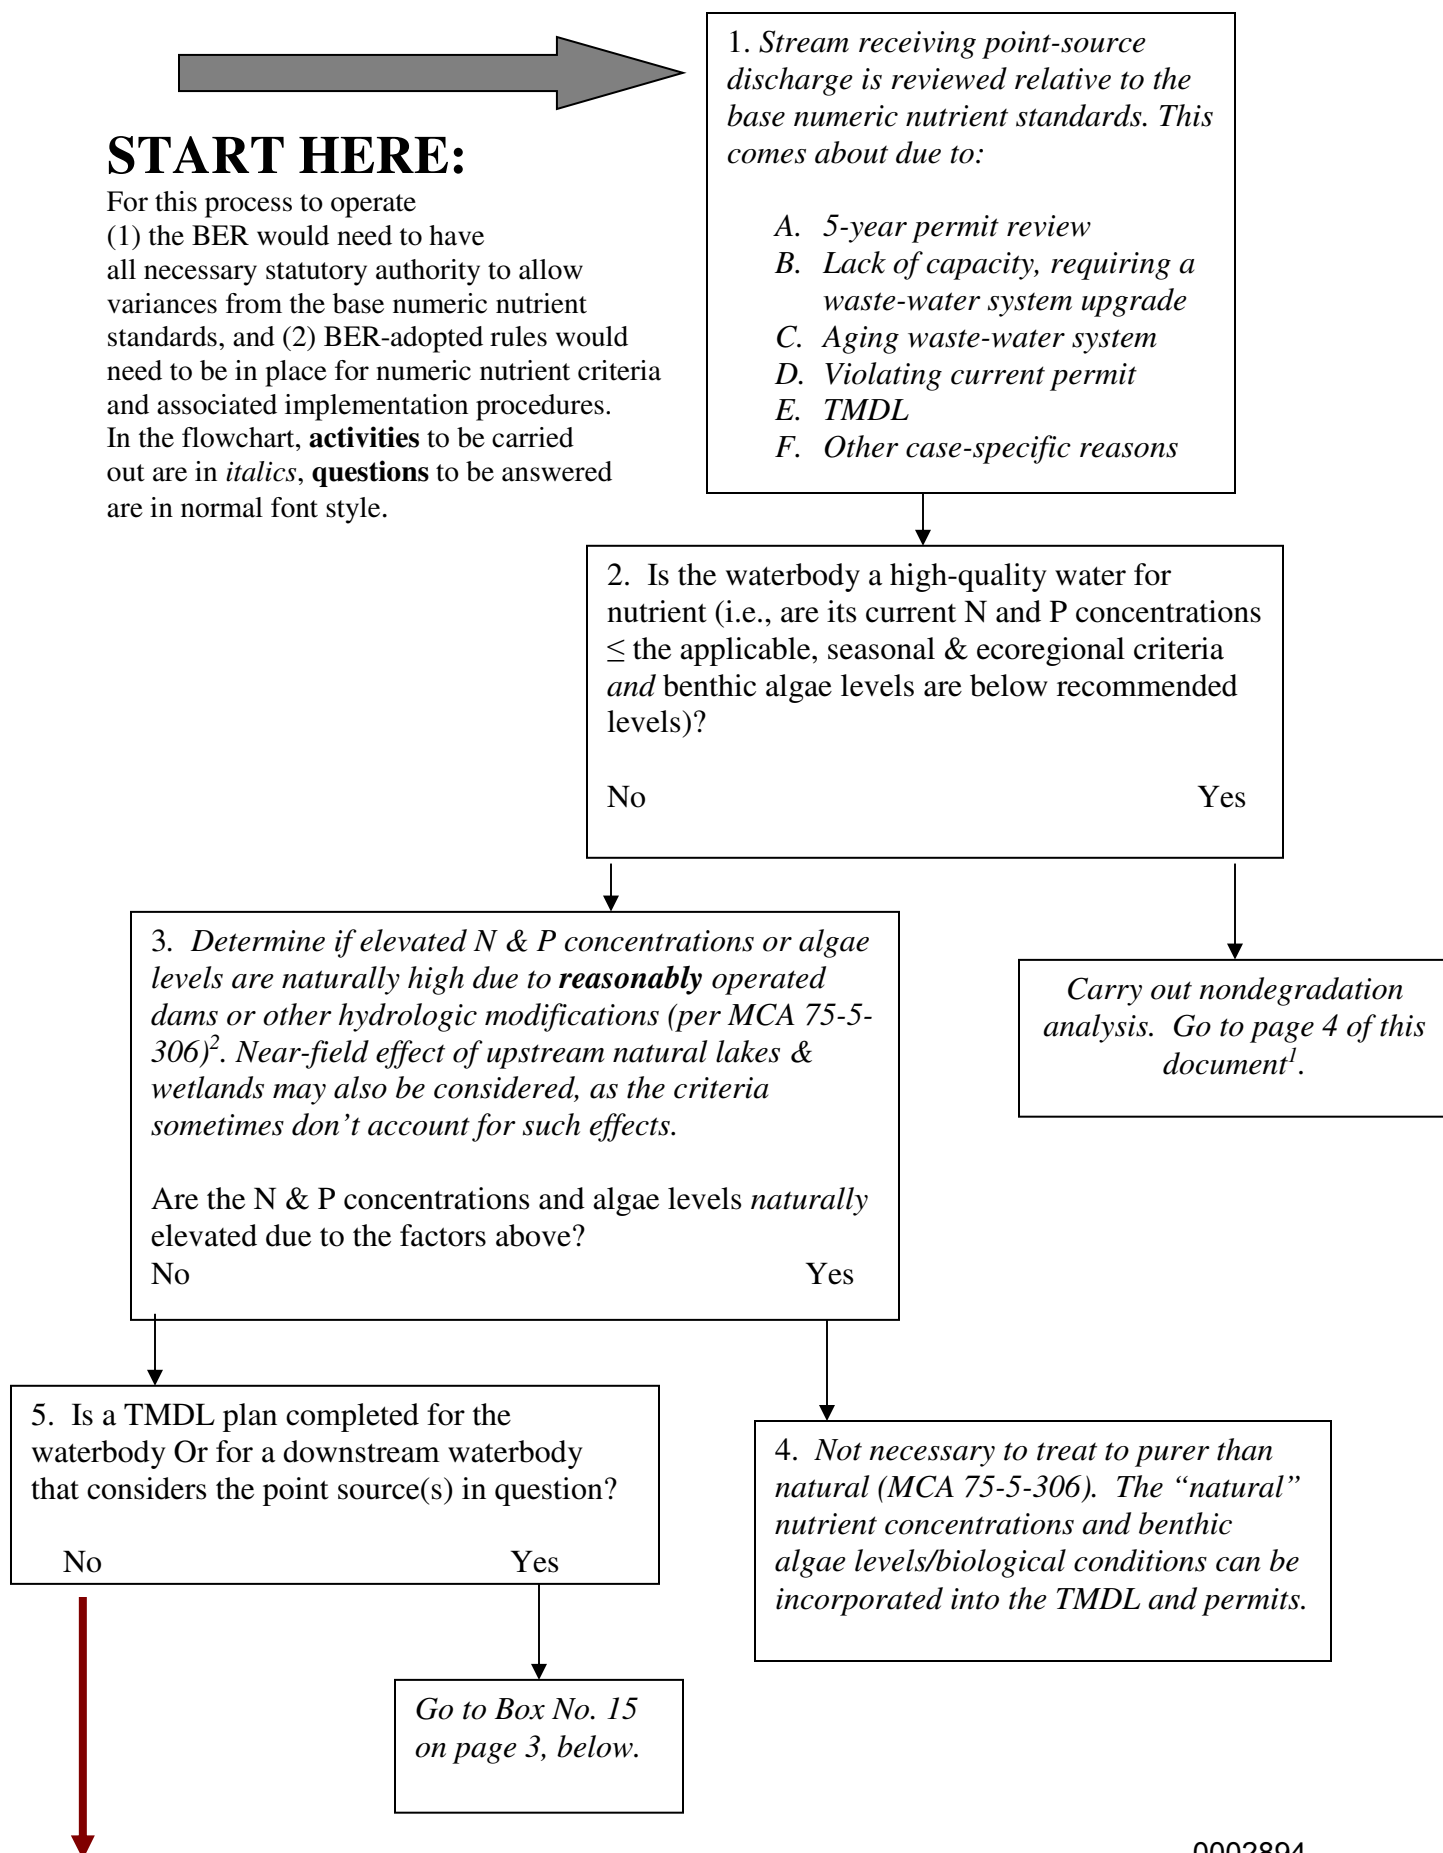 START HERE:
For this process to operate
(1) the BER would need to have
all necessary statutory authority to allow
variances from the base numeric nutrient
standards, and (2) BER-adopted rules would
need to be in place for numeric nutrient criteria
and associated implementation procedures.
In the flowchart, activities to be carried
out are in italics, questions to be answered
are in normal font style.
1. Stream receiving point-source
discharge is reviewed relative to the
base numeric nutrient standards. This
comes about due to:
A. 5-year permit review
B. Lack of capacity, requiring a
waste-water system upgrade
C. Aging waste-water system
D. Violating current permit
E. TMDL
F. Other case-specific reasons
2. Is the waterbody a high-quality water for
nutrient (i.e., are its current N and P concentrations
≤ the applicable, seasonal & ecoregional criteria
and benthic algae levels are below recommended
levels)?
No Yes
3. Determine if elevated N & P concentrations or algae
levels are naturally high due to reasonably operated
dams or other hydrologic modifications (per MCA 75-5-
306)2. Near-field effect of upstream natural lakes &
wetlands may also be considered, as the criteria
sometimes don't account for such effects.
Are the N & P concentrations and algae levels naturally
elevated due to the factors above?
No Yes
Carry out nondegradation
analysis. Go to page 4 of this
document1.
5. Is a TMDL plan completed for the
waterbody Or for a downstream waterbody
that considers the point source(s) in question?
No Yes
4. Not necessary to treat to purer than
natural (MCA 75-5-306). The “natural”
nutrient concentrations and benthic
algae levels/biological conditions can be
incorporated into the TMDL and permits.
Go to Box No. 15
on page 3, below.
0002894